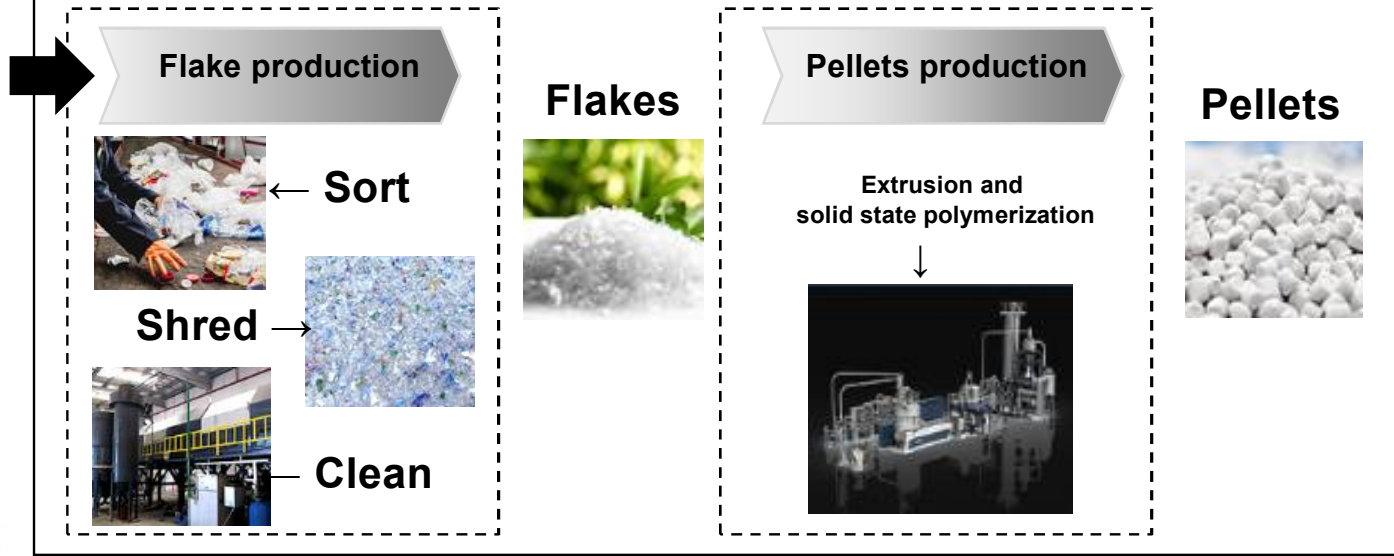 Flake production
Flakes
Pellets production
Pellets
← Sort
Extrusion and
solid state polymerization
↓
Shred →
Clean